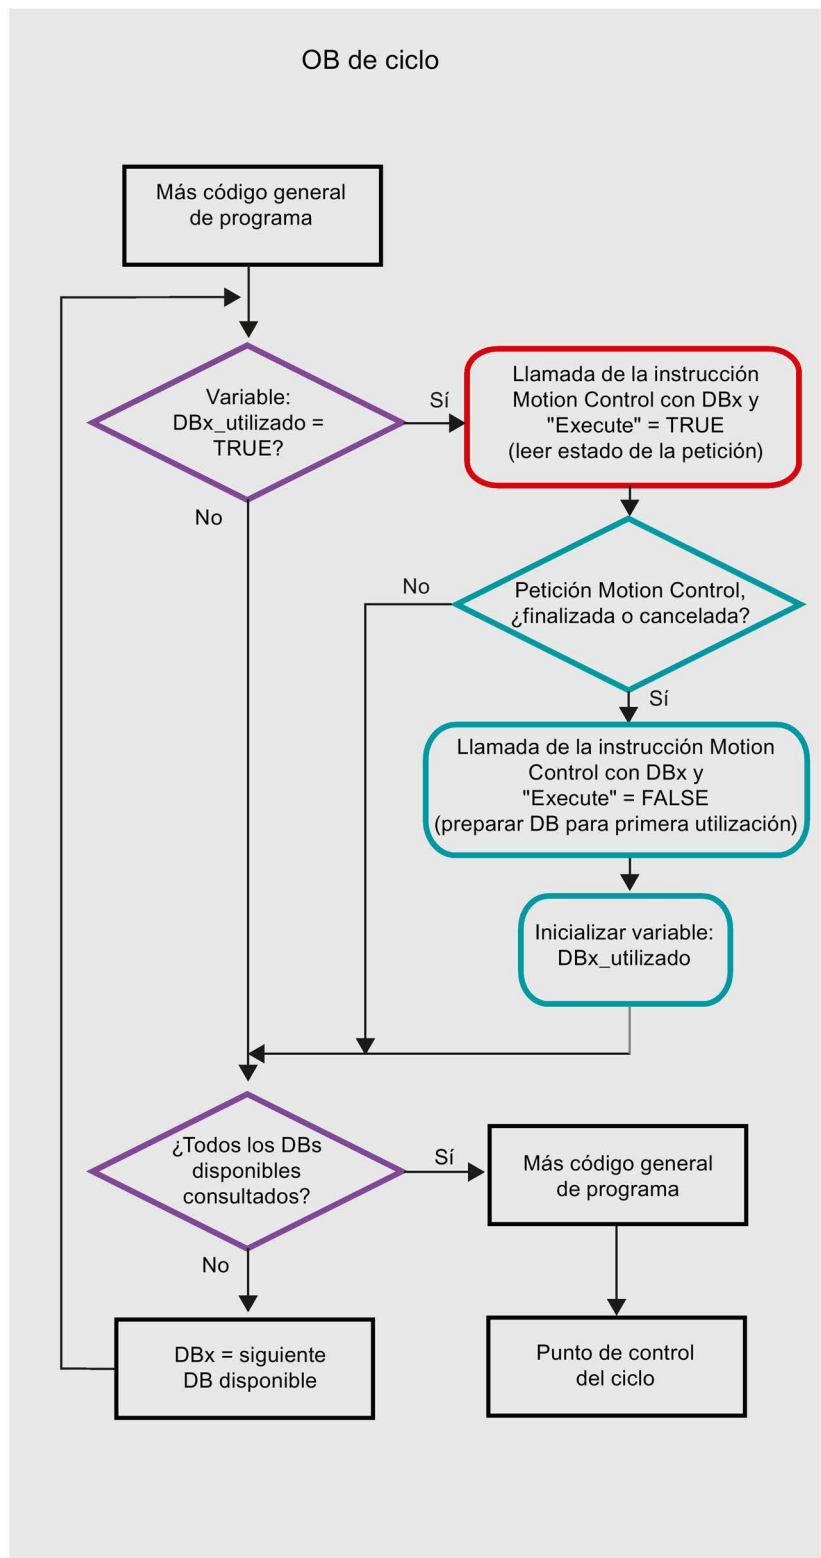 OB de ciclo
Más código general
de programa
Variable:
DBx_utilizado =
TRUE?
Sí
No
Llamada de la instrucción
Motion Control con DBx y
"Execute" = TRUE
(leer estado de la petición)
No
Petición Motion Control,
¿finalizada o cancelada?
Sí
Llamada de la instrucción Motion
Control con DBx y
"Execute" = FALSE
(preparar DB para primera utilización)
Inicializar variable:
DBx_utilizado
¿Todos los DBs
disponibles
consultados?
Sí
No
Más código general
de programa
DBx = siguiente
DB disponible
Punto de control
del ciclo